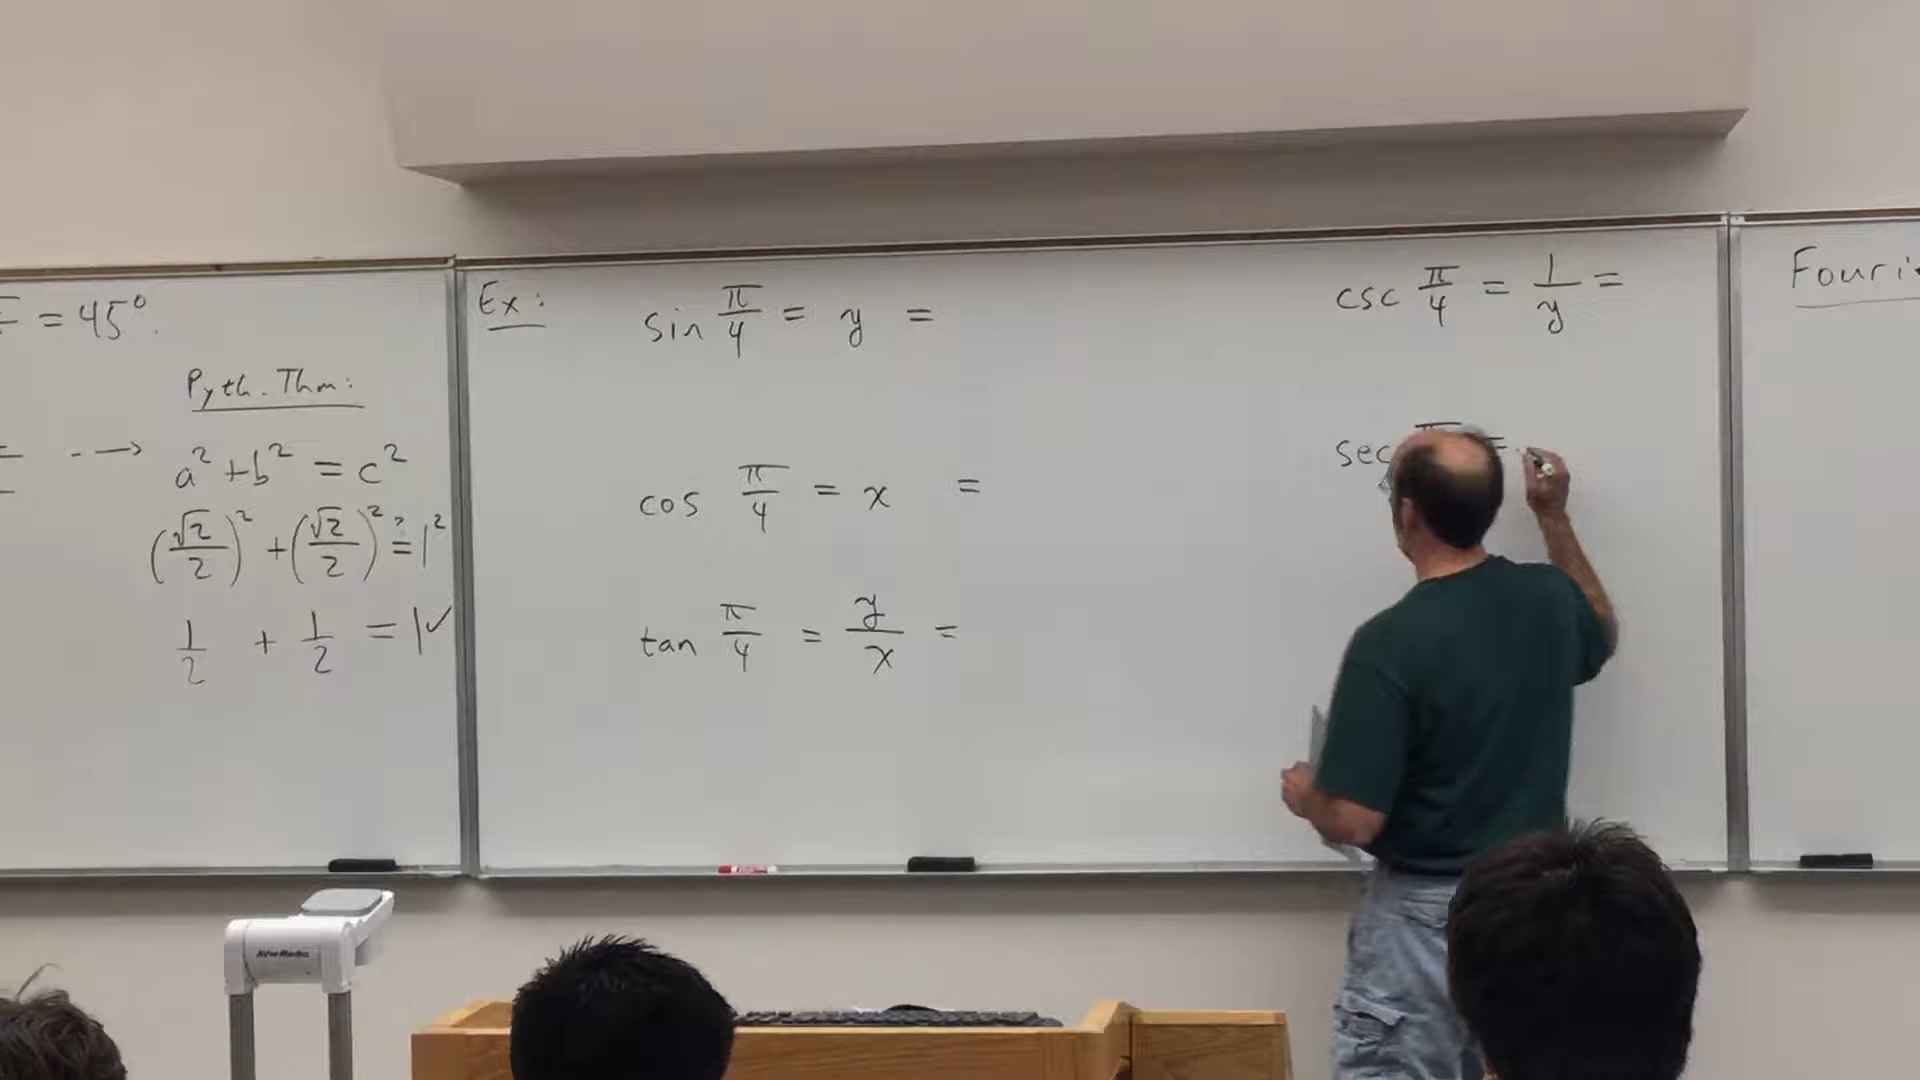 = 45°.
Pyth. Thm:
a² + b² = c²
(√2/2)² + (√2/2)² ≟ 1²
1/2 + 1/2 = 1 ✓
Ex:
sin π/4 = y =
cos π/4 = x =
tan π/4 = y/x =
csc π/4 = 1/y =
sec =
AVerMedia